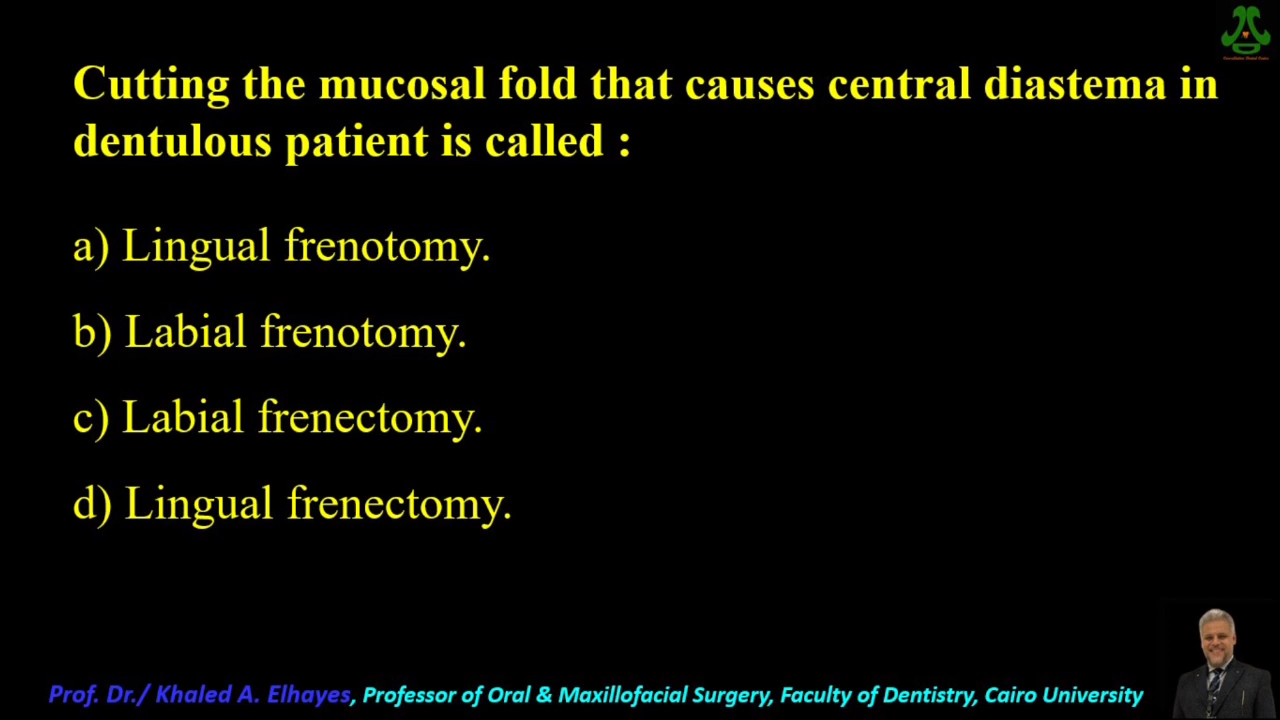 Cutting the mucosal fold that causes central diastema in
dentulous patient is called :
a) Lingual frenotomy.
b) Labial frenotomy.
c) Labial frenectomy.
d) Lingual frenectomy.
Prof. Dr./ Khaled A. Elhayes, Professor of Oral & Maxillofacial Surgery, Faculty of Dentistry, Cairo University